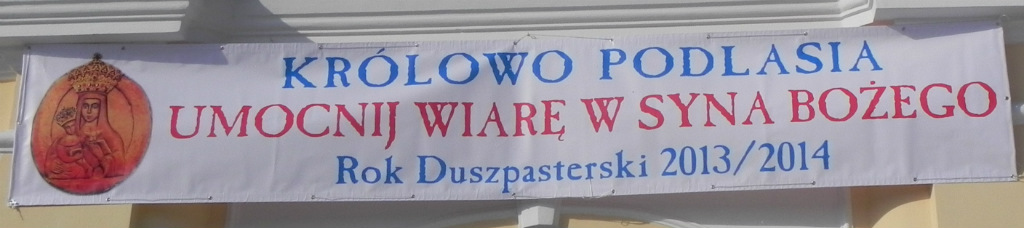 KRÓLOWO PODLASIA
UMOCNIJ WIARĘ W SYNA BOŻEGO
Rok Duszpasterski 2013/2014